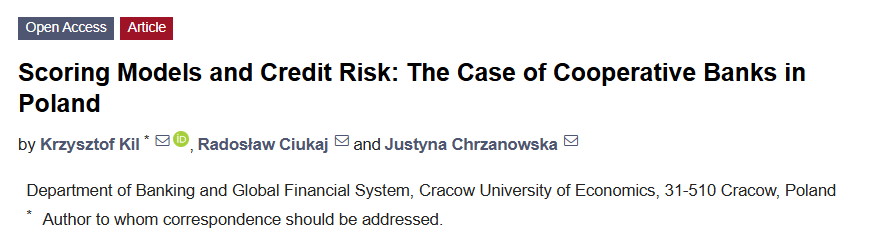 Open Access Article
Scoring Models and Credit Risk: The Case of Cooperative Banks in
Poland
by Krzysztof Kil * iD, Radosław Ciukaj and Justyna Chrzanowska
Department of Banking and Global Financial System, Cracow University of Economics, 31-510 Cracow, Poland
* Author to whom correspondence should be addressed.